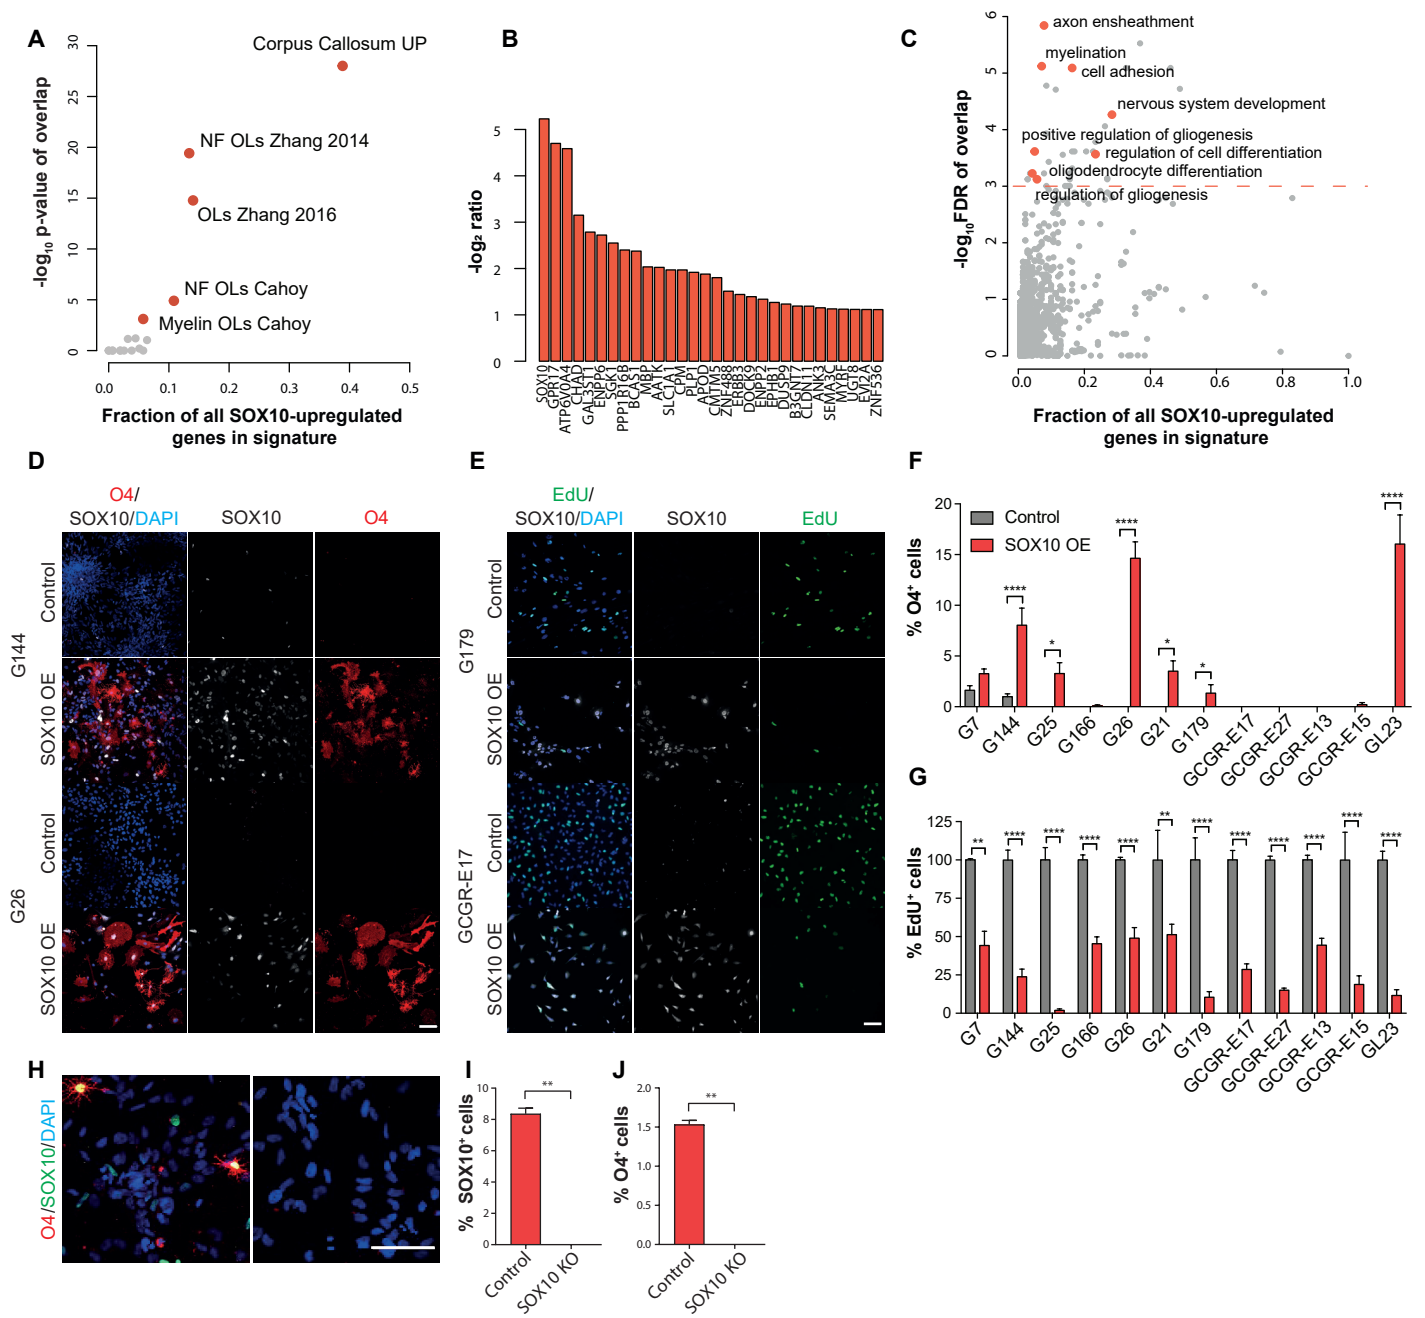 A
30
25
20
15
10
5
0
-log10 p-value of overlap
Corpus Callosum UP
NF OLs Zhang 2014
OLs Zhang 2016
NF OLs Cahoy
Myelin OLs Cahoy
0.0 0.1 0.2 0.3 0.4 0.5
Fraction of all SOX10-upregulated
genes in signature
B
5
4
3
2
1
0
-log2 ratio
SOX10
GPR17
ATP6V0A4
CHAD
GAL3ST1
ENPP6
SGK1
PPP1R16B
BCAS1
MBP
AATK
SLC1A1
CPM
PLP1
APOD
CMTM5
ZNF488
ERBB3
DOCK9
ENPP2
EPHB1
DUSP9
B3GNT7
CLDN11
ANK3
SEMA3C
MYRF
UGT8
EVI2A
ZNF536
C
6
5
4
3
2
1
0
-log10FDR of overlap
axon ensheathment
myelination
cell adhesion
nervous system development
positive regulation of gliogenesis
regulation of cell differentiation
oligodendrocyte differentiation
regulation of gliogenesis
0.0 0.2 0.4 0.6 0.8 1.0
Fraction of all SOX10-upregulated
genes in signature
D
O4/
SOX10/DAPI SOX10 O4
G144
Control
SOX10 OE
G26
Control
SOX10 OE
E
EdU/
SOX10/DAPI SOX10 EdU
G179
Control
SOX10 OE
GCGR-E17
Control
SOX10 OE
F
20
15
10
5
0
% O4+ cells
Control
SOX10 OE
**** * **** * * ****
G7 G144 G25 G166 G26 G21 G179 GCGR-E17 GCGR-E27 GCGR-E13 GCGR-E15 GL23
G
125
100
75
50
25
0
% EdU+ cells
** **** **** **** **** ** **** **** **** **** **** ****
G7 G144 G25 G166 G26 G21 G179 GCGR-E17 GCGR-E27 GCGR-E13 GCGR-E15 GL23
H
O4/SOX10/DAPI
I
10
8
6
4
2
0
% SOX10+ cells
**
Control SOX10 KO
J
2.0
1.5
1.0
0.5
0.0
% O4+ cells
**
Control SOX10 KO